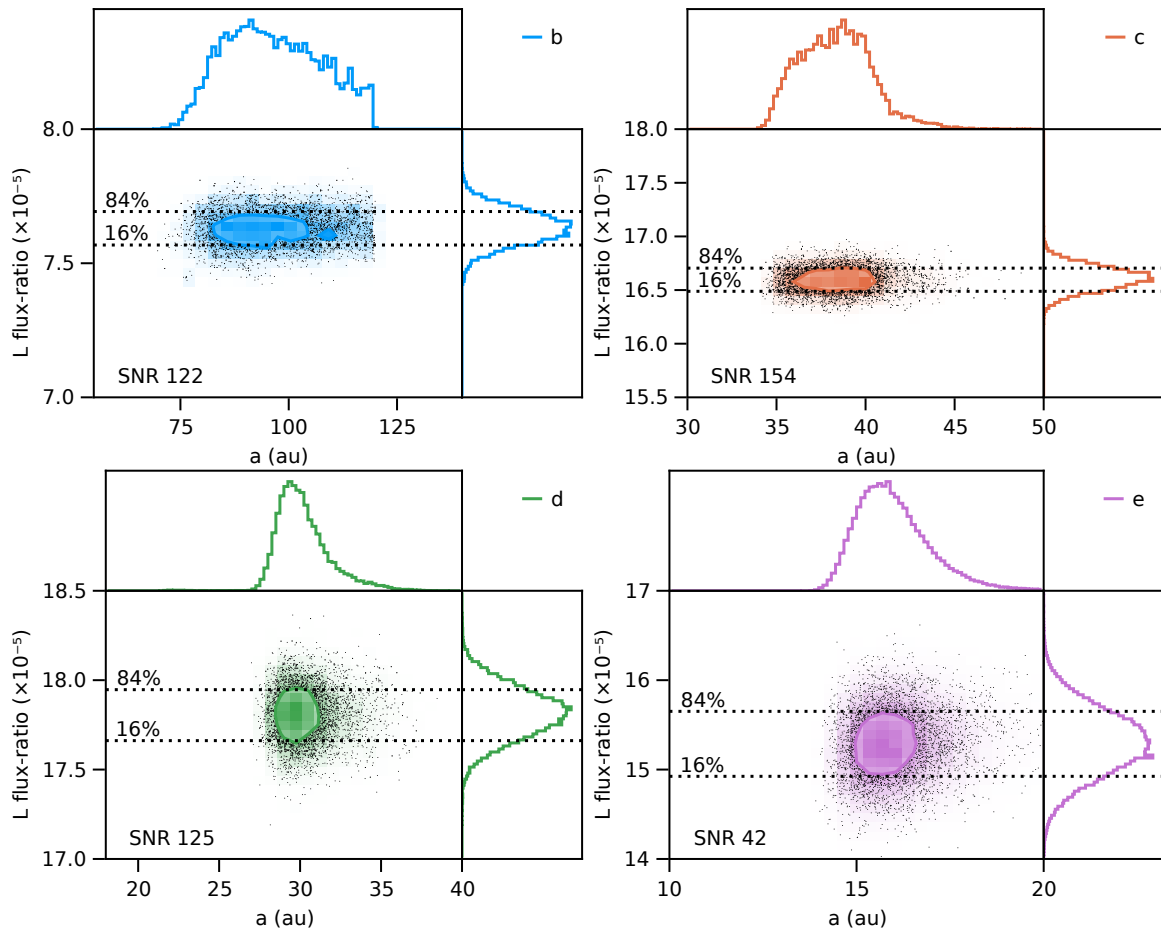 b
8.0
84%
16%
7.5
7.0
SNR 122
75 100 125
a (au)
L flux-ratio (×10⁻⁵)
c
18.0
17.5
17.0
84%
16%
16.5
16.0
15.5
SNR 154
30 35 40 45 50
a (au)
L flux-ratio (×10⁻⁵)
d
18.5
84%
18.0
16%
17.5
17.0
SNR 125
20 25 30 35 40
a (au)
L flux-ratio (×10⁻⁵)
e
17
16
84%
15
16%
14
SNR 42
10 15 20
a (au)
L flux-ratio (×10⁻⁵)